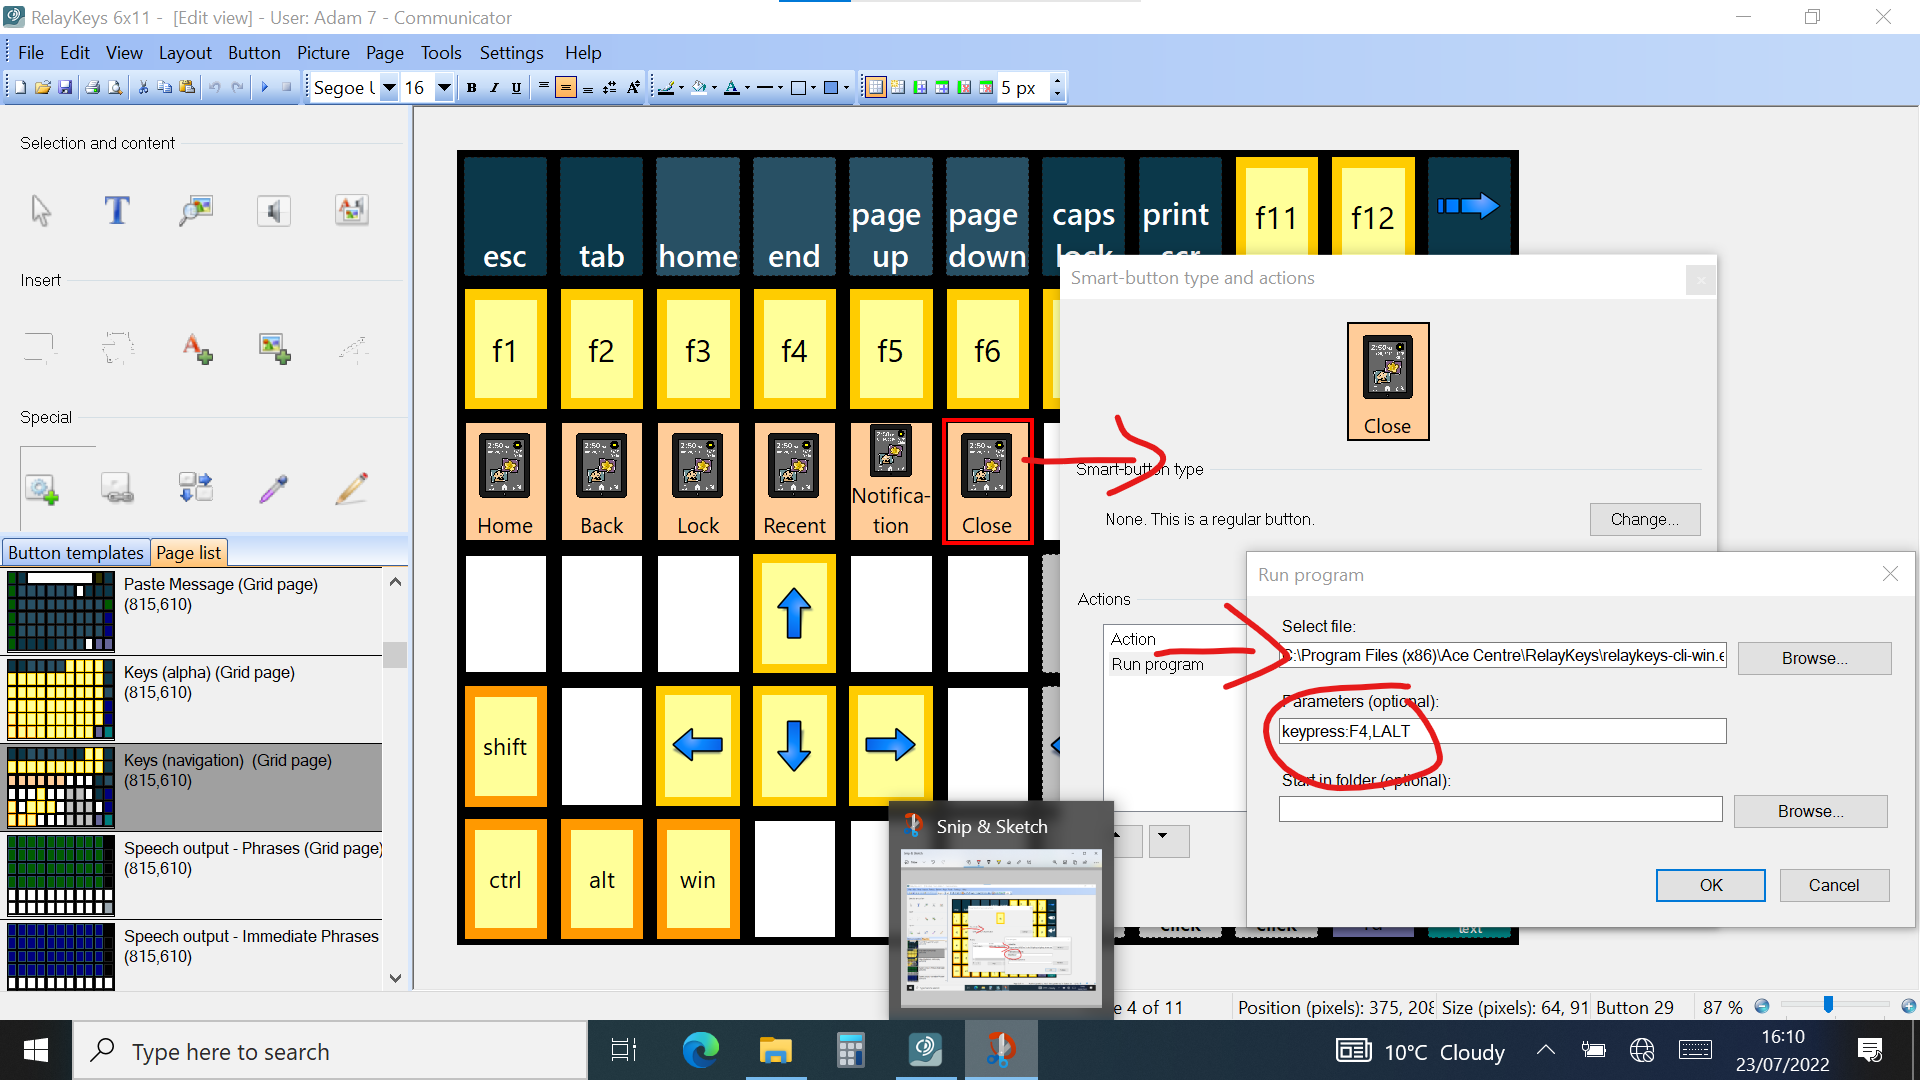 RelayKeys 6x11 - [Edit view] - User: Adam 7 - Communicator
File Edit View Layout Button Picture Page Tools Settings Help
Segoe U 16 B I U A 5 px
Selection and content
T
Insert
Special
Button templates Page list
Paste Message (Grid page)
(815,610)
Keys (alpha) (Grid page)
(815,610)
Keys (navigation) (Grid page)
(815,610)
Speech output - Phrases (Grid page)
(815,610)
Speech output - Immediate Phrases
(815,610)
esc tab home end page up page down caps lock print scr f11 f12
f1 f2 f3 f4 f5 f6
Home Back Lock Recent Notifica-tion Close
shift
ctrl alt win
click click text
Smart-button type and actions
Close
Smart-button type
None. This is a regular button.
Change...
Actions
Action
Run program
Run program
Select file:
C:\Program Files (x86)\Ace Centre\RelayKeys\relaykeys-cli-win.e
Browse...
Parameters (optional):
keypress:F4,LALT
Start in folder (optional):
Browse...
OK Cancel
Snip & Sketch
e 4 of 11 Position (pixels): 375, 208 Size (pixels): 64, 91 Button 29 87 %
Type here to search
10°C Cloudy
16:10
23/07/2022